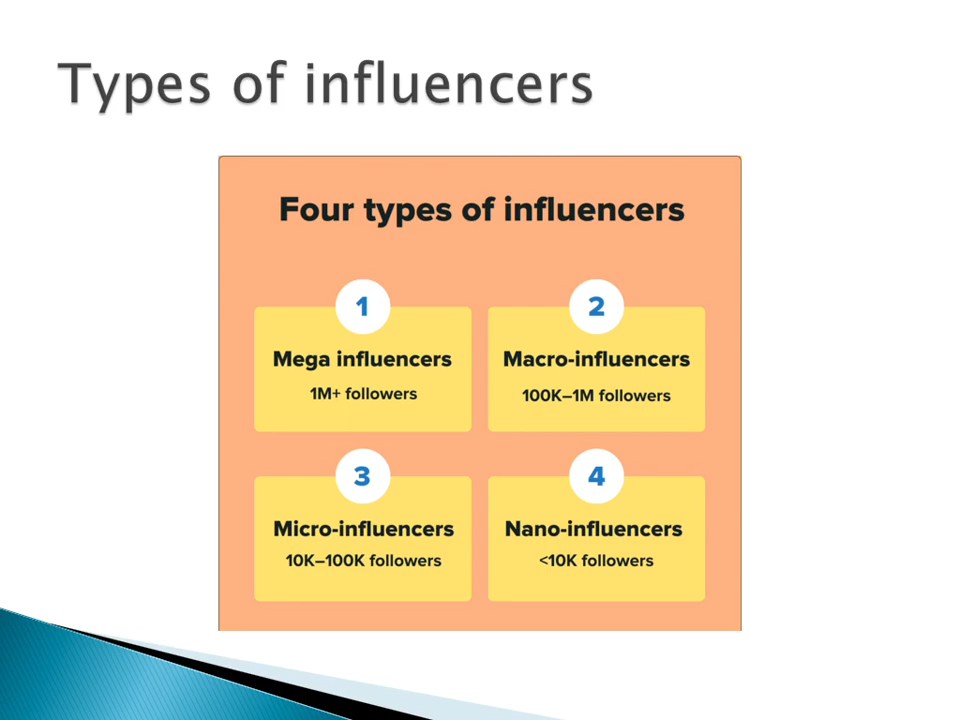 Types of influencers
Four types of influencers
1
Mega influencers
1M+ followers
2
Macro-influencers
100K–1M followers
3
Micro-influencers
10K–100K followers
4
Nano-influencers
<10K followers